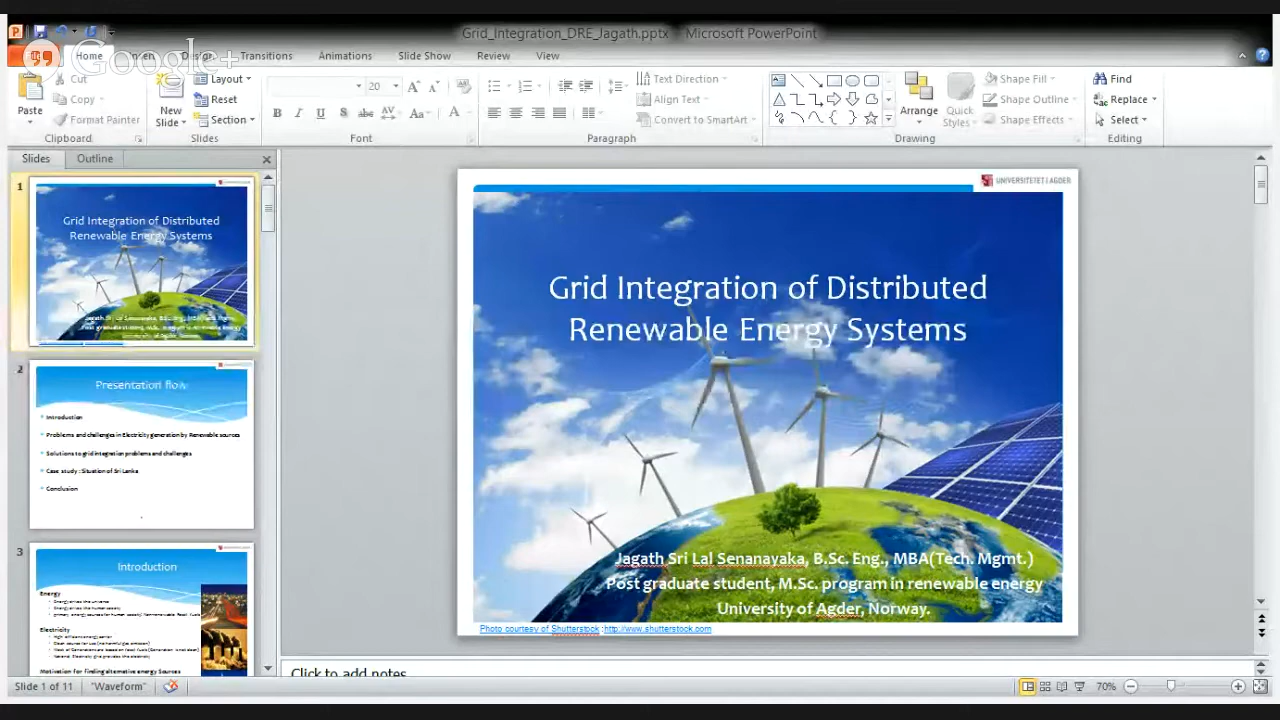 Grid_Integration_DRE_Jagath.pptx - Microsoft PowerPoint
Google+
Home
Transitions Animations Slide Show Review View
Cut
Copy
Format Painter
Paste
Clipboard
New
Slide
Layout
Reset
Section
Slides
20
Font
Text Direction
Align Text
Convert to SmartArt
Paragraph
Arrange
Quick
Styles
Shape Fill
Shape Outline
Shape Effects
Drawing
Find
Replace
Select
Editing
Slides Outline
1
Grid Integration of Distributed
Renewable Energy Systems
2
Presentation flow
Introduction
Problems and challenges in Electricity generation by Renewable sources
Solutions to grid integration problems and challenges
Case study : Situation of Sri Lanka
Conclusion
3
Introduction
Energy
Electricity
Motivation for finding alternative energy Sources
UNIVERSITETET I AGDER
Grid Integration of Distributed
Renewable Energy Systems
Jagath Sri Lal Senanayaka, B.Sc. Eng., MBA(Tech. Mgmt.)
Post graduate student, M.Sc. program in renewable energy
University of Agder, Norway.
Photo courtesy of Shutterstock :http://www.shutterstock.com
Click to add notes
Slide 1 of 11 "Waveform" 70%